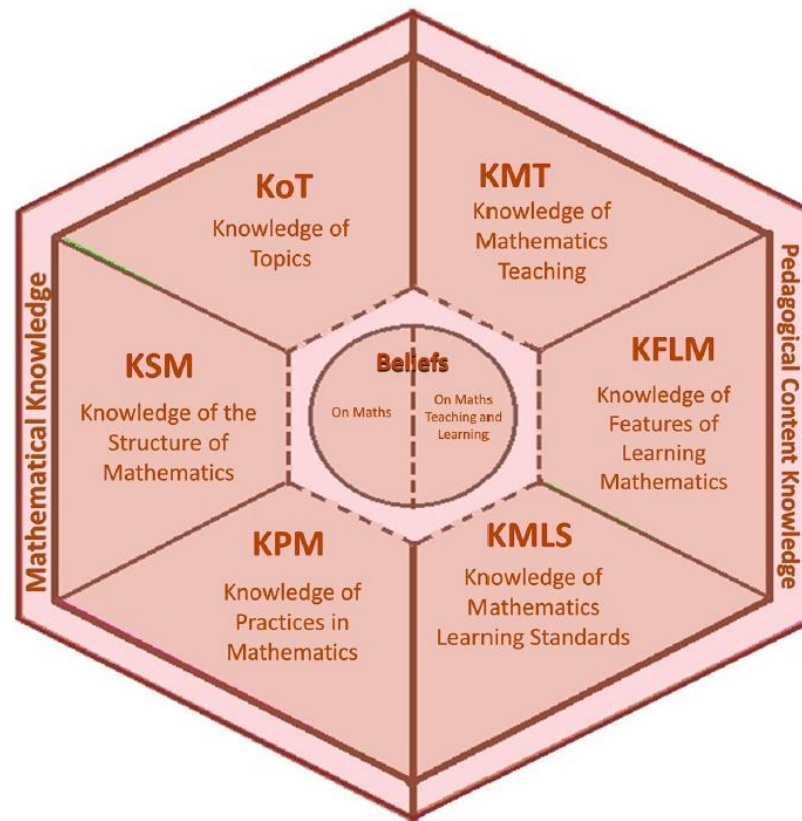 KoT
Knowledge of
Topics
KMT
Knowledge of
Mathematics
Teaching
Mathematical Knowledge
KSM
Knowledge of the
Structure of
Mathematics
Beliefs
On Maths
On Maths
Teaching and
Learning
KFLM
Knowledge of
Features of
Learning
Mathematics
Pedagogical Content Knowledge
KPM
Knowledge of
Practices in
Mathematics
KMLS
Knowledge of
Mathematics
Learning Standards